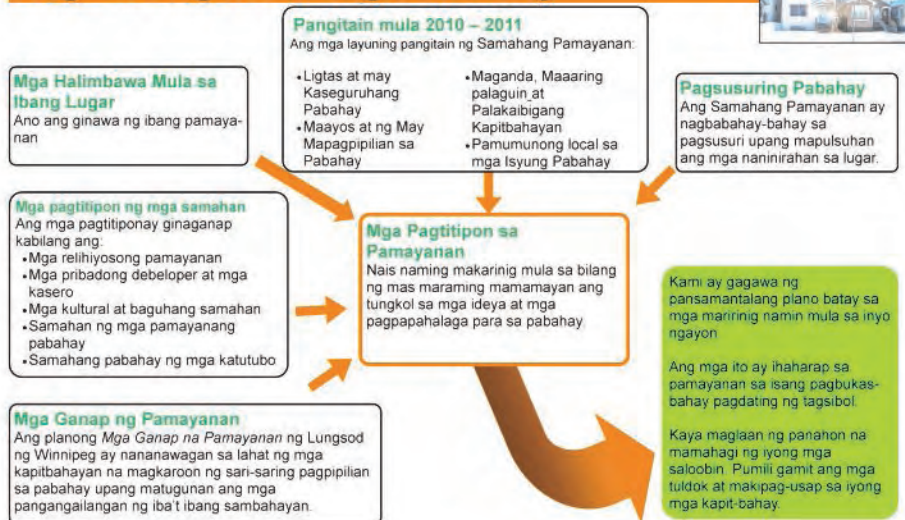 Pangitain mula 2010 – 2011
Ang mga layuning pangitain ng Samahang Pamayanan:
•Ligtas at may
Kaseguruhang
Pabahay
•Maayos at ng May
Mapagpipilian sa
Pabahay
•Maganda, Maaaring
palaguin at
Palakaibigang
Kapitbahayan
•Pamumunong local sa
mga Isyung Pabahay
Mga Halimbawa Mula sa
Ibang Lugar
Ano ang ginawa ng ibang pamaya-
nan
Pagsusuring Pabahay
Ang Samahang Pamayanan ay
nagbabahay-bahay sa
pagsusuri upang mapulsuhan
ang mga naninirahan sa lugar.
Mga pagtitipon ng mga samahan
Ang mga pagtitiponay ginaganap
kabilang ang:
•Mga relihiyosong pamayanan
•Mga pribadong debeloper at mga
kasero
•Mga kultural at baguhang samahan
•Samahan ng mga pamayanang
pabahay
•Samahang pabahay ng mga katutubo
Mga Pagtitipon sa
Pamayanan
Nais naming makarinig mula sa bilang
ng mas maraming mamamayan ang
tungkol sa mga ideya at mga
pagpapahalaga para sa pabahay.
Mga Ganap ng Pamayanan
Ang planong Mga Ganap na Pamayanan ng Lungsod
ng Winnipeg ay nananawagan sa lahat ng mga
kapitbahayan na magkaroon ng sari-saring pagpipilian
sa pabahay upang matugunan ang mga
pangangailangan ng iba't ibang sambahayan.
Kami ay gagawa ng
pansamantalang plano batay sa
mga maririnig namin mula sa inyo
ngayon
Ang mga ito ay ihaharap sa
pamayanan sa isang pagbukas-
bahay pagdating ng tagsibol.
Kaya maglaan ng panahon na
mamahagi ng iyong mga
saloobin. Pumili gamit ang mga
tuldok at makipag-usap sa iyong
mga kapit-bahay.